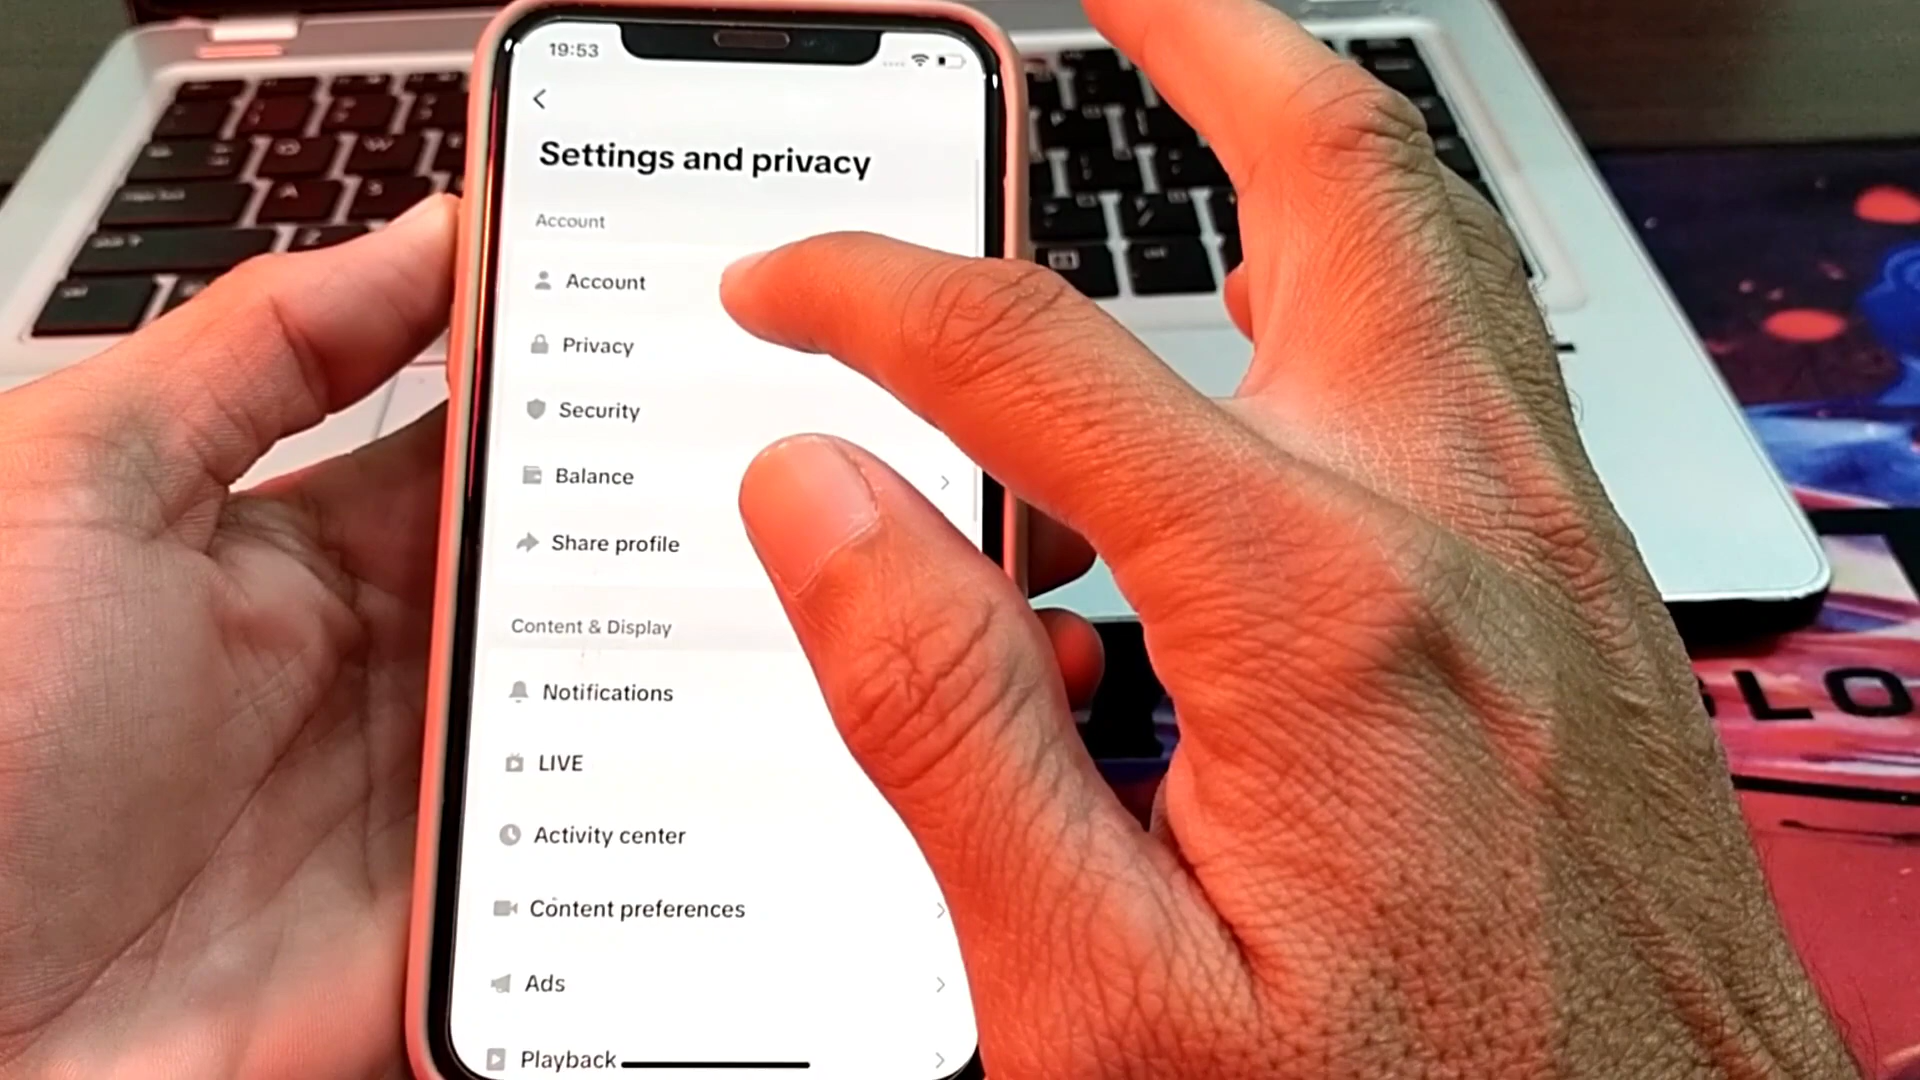 19:53
Settings and privacy
Account
Account
Privacy
Security
Balance
Share profile
Content & Display
Notifications
LIVE
Activity center
Content preferences
Ads
Playback
LO